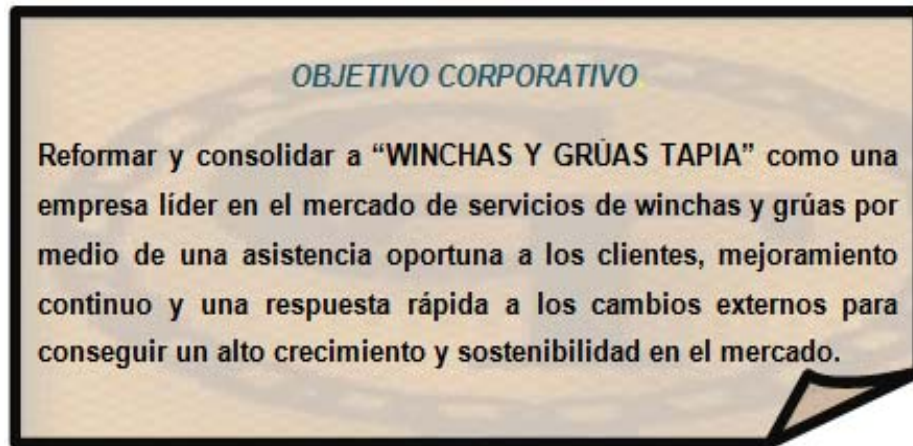 OBJETIVO CORPORATIVO
Reformar y consolidar a “WINCHAS Y GRÚAS TAPIA” como una
empresa líder en el mercado de servicios de winchas y grúas por
medio de una asistencia oportuna a los clientes, mejoramiento
continuo y una respuesta rápida a los cambios externos para
conseguir un alto crecimiento y sostenibilidad en el mercado.